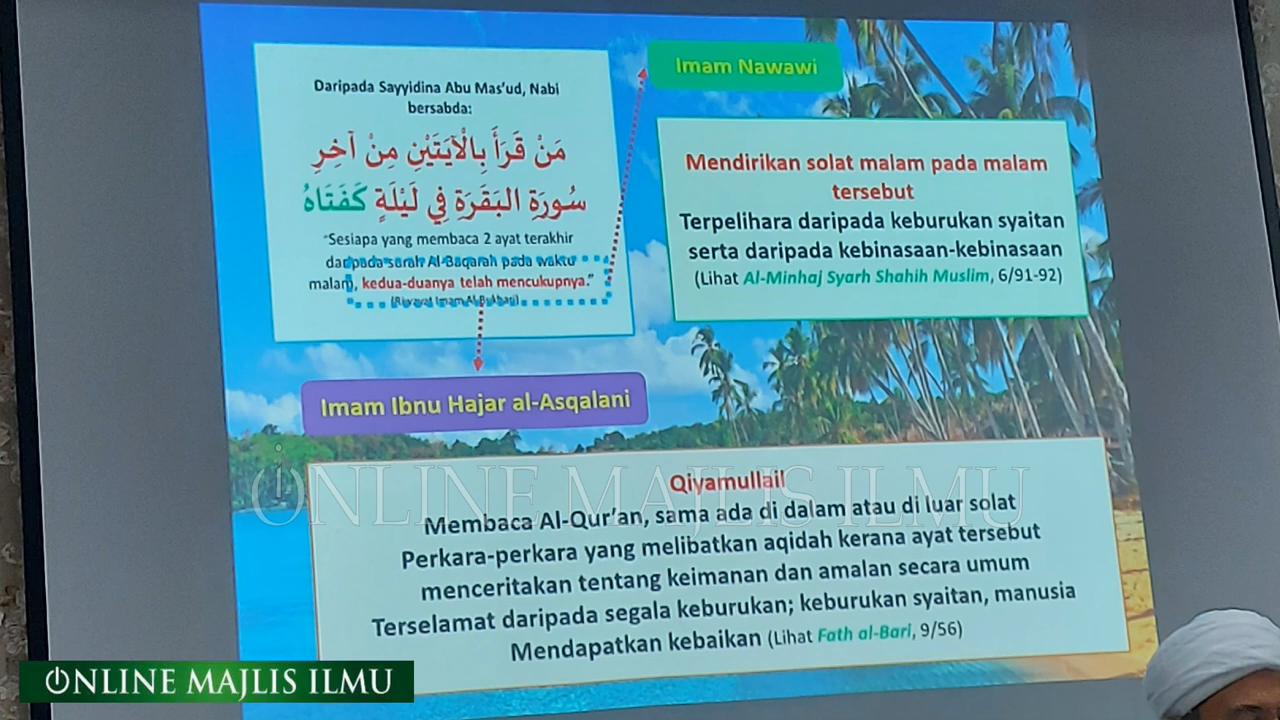 Daripada Sayyidina Abu Mas'ud, Nabi
bersabda:
مَنْ قَرَأَ بِالْآيَتَيْنِ مِنْ آخِرِ
سُورَةِ البَقَرَةِ فِي لَيْلَةٍ كَفَتَاهُ
"Sesiapa yang membaca 2 ayat terakhir
daripada surah Al-Baqarah pada waktu
malam, kedua-duanya telah mencukupnya."
(Riwayat Imam Al-Bukhari)
Imam Nawawi
Mendirikan solat malam pada malam
tersebut
Terpelihara daripada keburukan syaitan
serta daripada kebinasaan-kebinasaan
(Lihat Al-Minhaj Syarh Shahih Muslim, 6/91-92)
Imam Ibnu Hajar al-Asqalani
Qiyamullail
Membaca Al-Qur'an, sama ada di dalam atau di luar solat
Perkara-perkara yang melibatkan aqidah kerana ayat tersebut
menceritakan tentang keimanan dan amalan secara umum
Terselamat daripada segala keburukan; keburukan syaitan, manusia
Mendapatkan kebaikan (Lihat Fath al-Bari, 9/56)
ONLINE MAJLIS ILMU
ONLINE MAJLIS ILMU